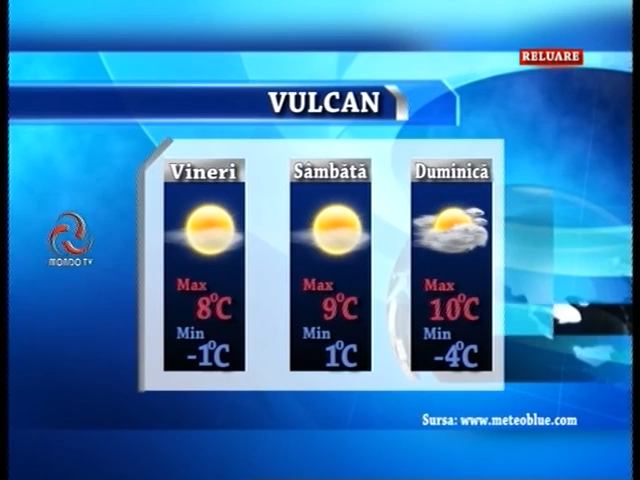 RELUARE
VULCAN
Vineri
Sâmbătă
Duminică
MONDO TV
Max
8°C
Min
-1°C
Max
9°C
Min
1°C
Max
10°C
Min
-4°C
Sursa: www.meteoblue.com